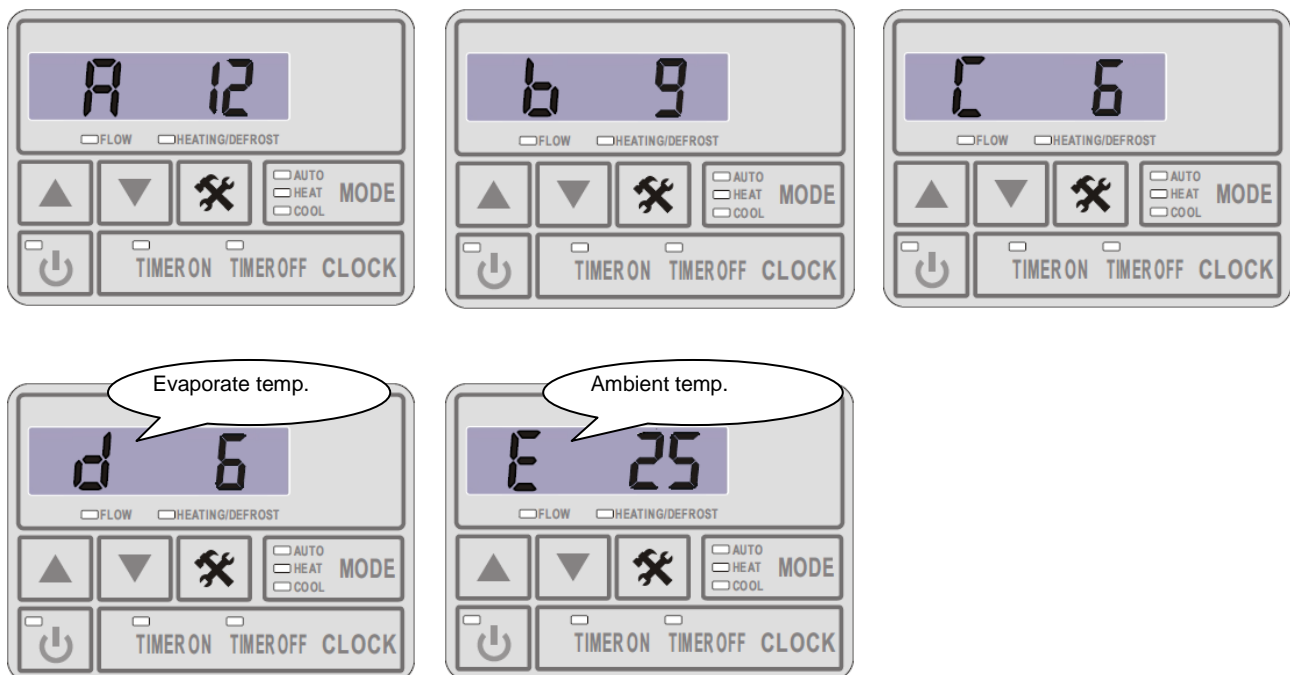 A 12
FLOW HEATING/DEFROST
AUTO
HEAT
COOL
MODE
TIMER ON TIMER OFF CLOCK
b 9
FLOW HEATING/DEFROST
AUTO
HEAT
COOL
MODE
TIMER ON TIMER OFF CLOCK
C 6
FLOW HEATING/DEFROST
AUTO
HEAT
COOL
MODE
TIMER ON TIMER OFF CLOCK
Evaporate temp.
d 6
FLOW HEATING/DEFROST
AUTO
HEAT
COOL
MODE
TIMER ON TIMER OFF CLOCK
Ambient temp.
E 25
FLOW HEATING/DEFROST
AUTO
HEAT
COOL
MODE
TIMER ON TIMER OFF CLOCK